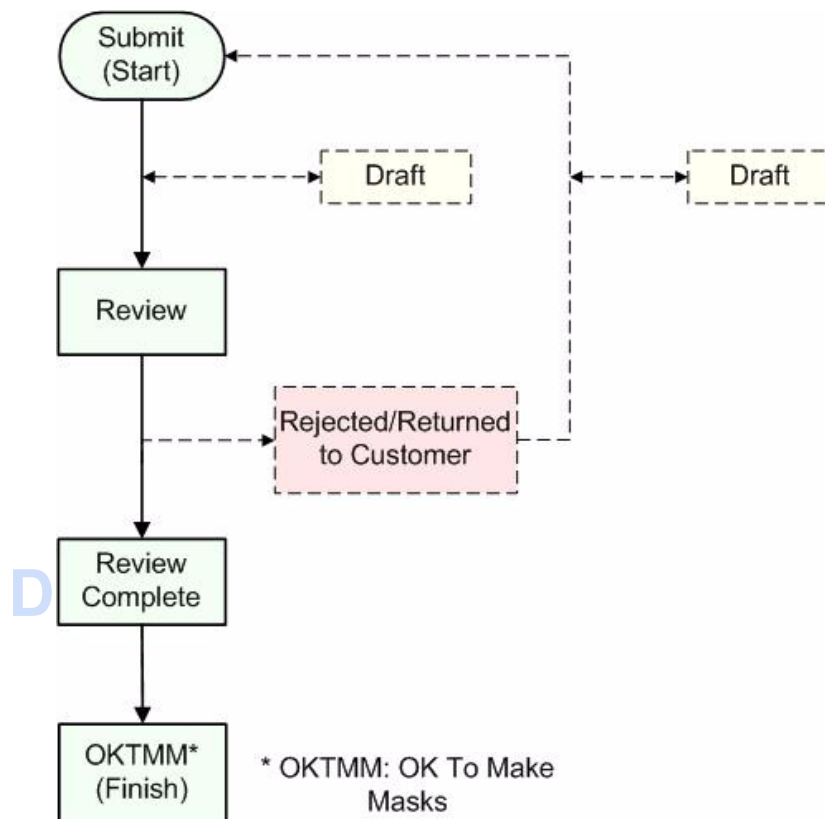 Submit
(Start)
Draft
Draft
Review
Rejected/Returned
to Customer
Review
Complete
D
OKTMM*
(Finish)
* OKTMM: OK To Make
Masks